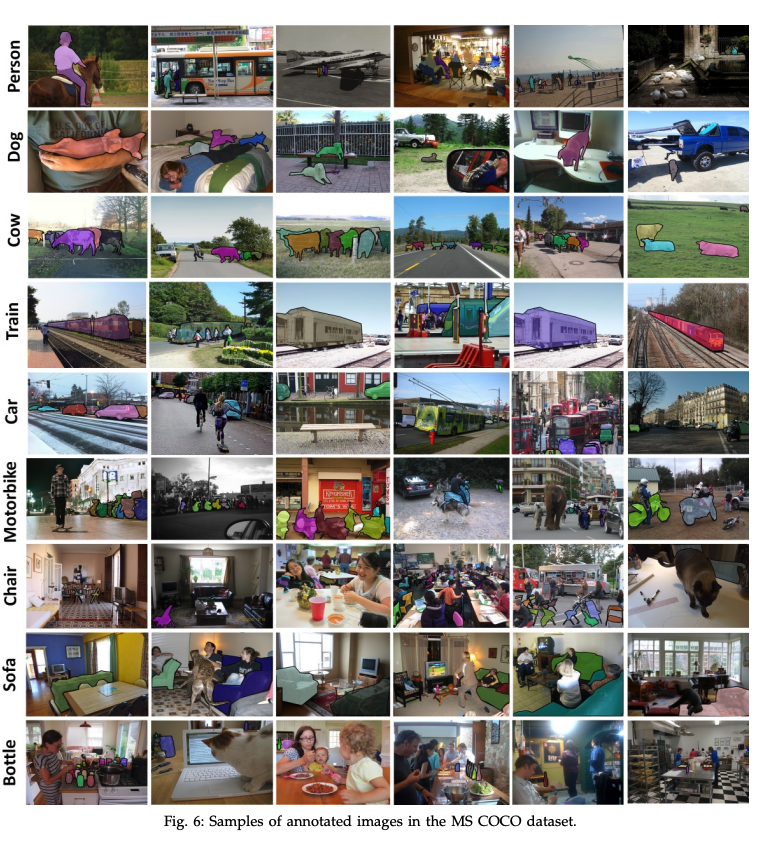 Person
Dog
Cow
Train
Car
Motorbike
Chair
Sofa
Bottle
Fig. 6: Samples of annotated images in the MS COCO dataset.